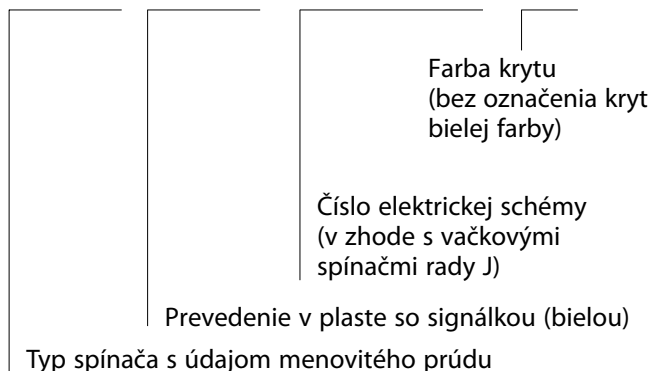 Farba krytu
(bez označenia kryt
bielej farby)
Číslo elektrickej schémy
(v zhode s vačkovými
spínačmi rady J)
Prevedenie v plaste so signálkou (bielou)
Typ spínača s údajom menovitého prúdu